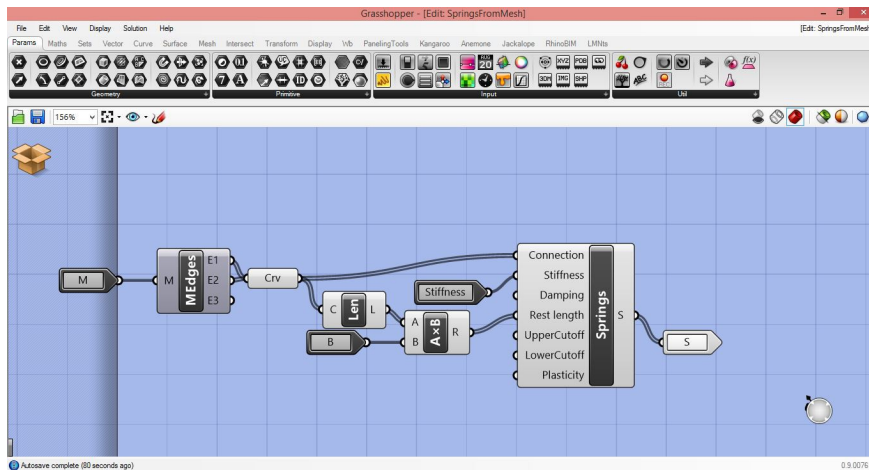 Grasshopper - [Edit: SpringsFromMesh]
File Edit View Display Solution Help
[Edit: SpringsFromMesh
Params Maths Sets Vector Curve Surface Mesh Intersect Transform Display Wb PanelingTools Kangaroo Anemone Jackalope RhinoBIM LMNts
Geometry Primitive Input Util
156%
M
M
MEdges
E1
E2
E3
Crv
C
Len
L
Stiffness
B
A
B
A×B
R
Connection
Stiffness
Damping
Rest length
UpperCutoff
LowerCutoff
Plasticity
Springs
S
S
Autosave complete (80 seconds ago)
0.9.0076